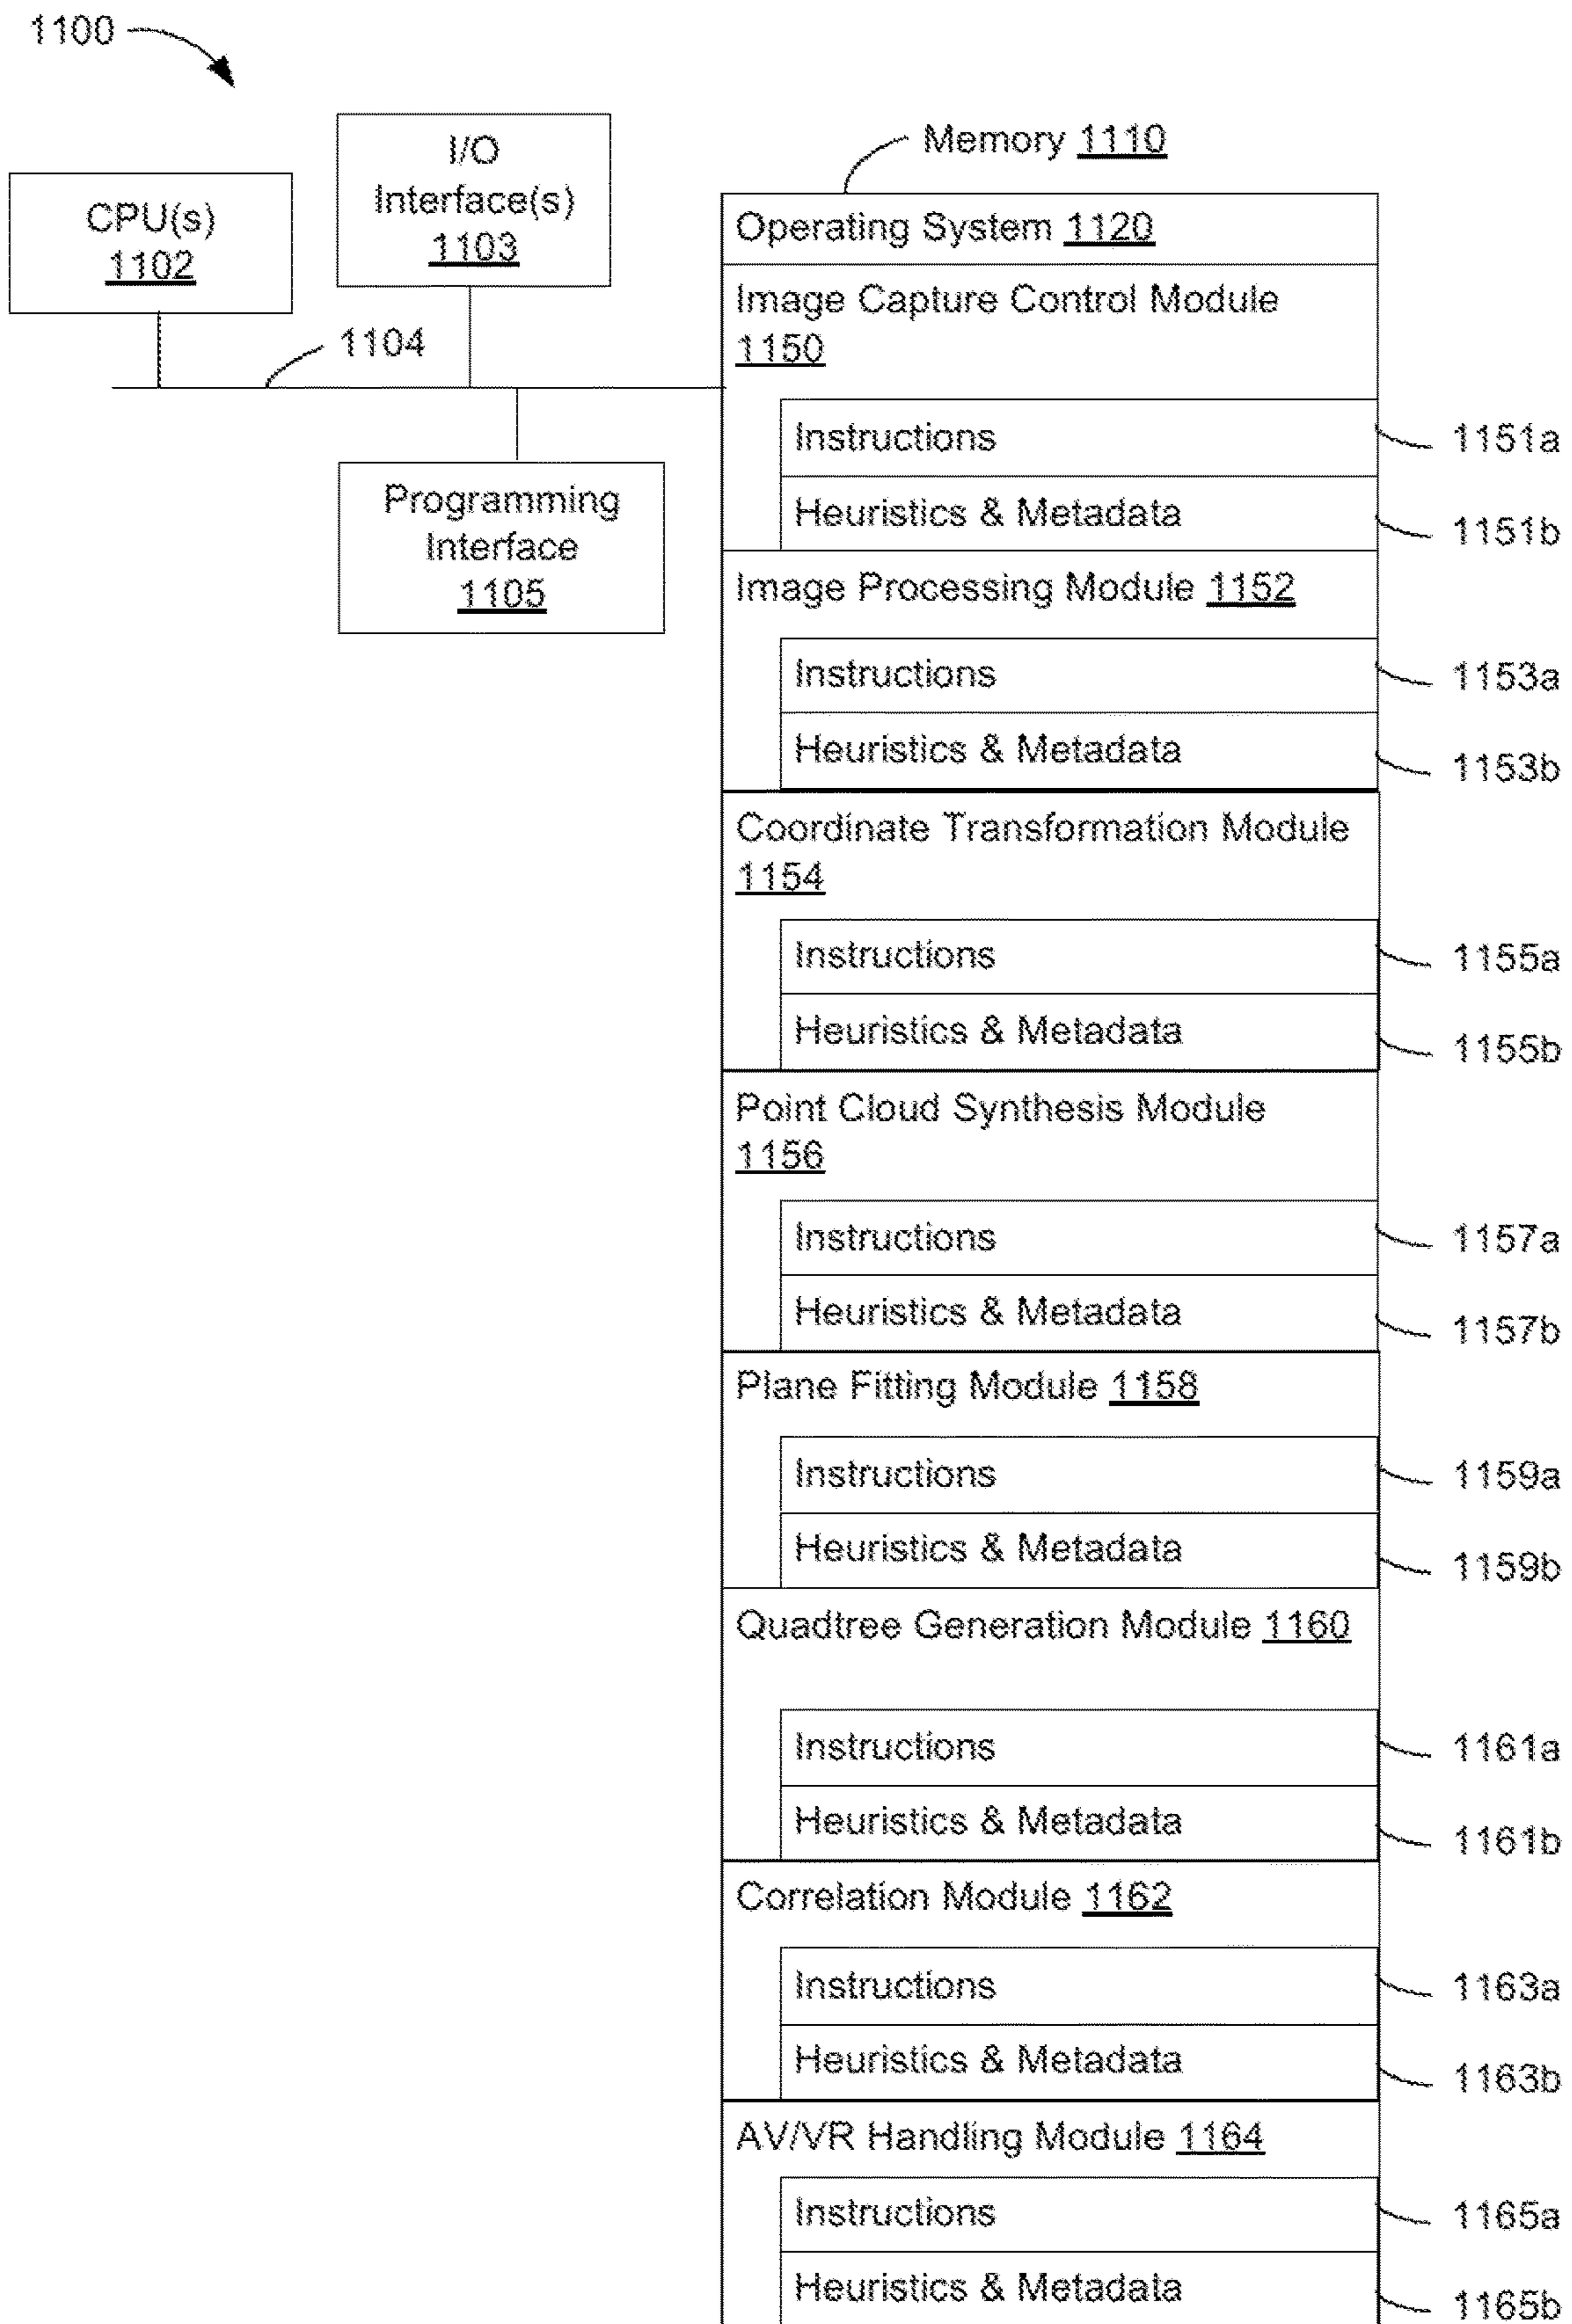 1100
I/O
Interface(s)
1103
CPU(s)
1102
1104
Programming
Interface
1105
Memory 1110
Operating System 1120
Image Capture Control Module
1150
Instructions
1151a
Heuristics & Metadata
1151b
Image Processing Module 1152
Instructions
1153a
Heuristics & Metadata
1153b
Coordinate Transformation Module
1154
Instructions
1155a
Heuristics & Metadata
1155b
Point Cloud Synthesis Module
1156
Instructions
1157a
Heuristics & Metadata
1157b
Plane Fitting Module 1158
Instructions
1159a
Heuristics & Metadata
1159b
Quadtree Generation Module 1160
Instructions
1161a
Heuristics & Metadata
1161b
Correlation Module 1162
Instructions
1163a
Heuristics & Metadata
1163b
AV/VR Handling Module 1164
Instructions
1165a
Heuristics & Metadata
1165b